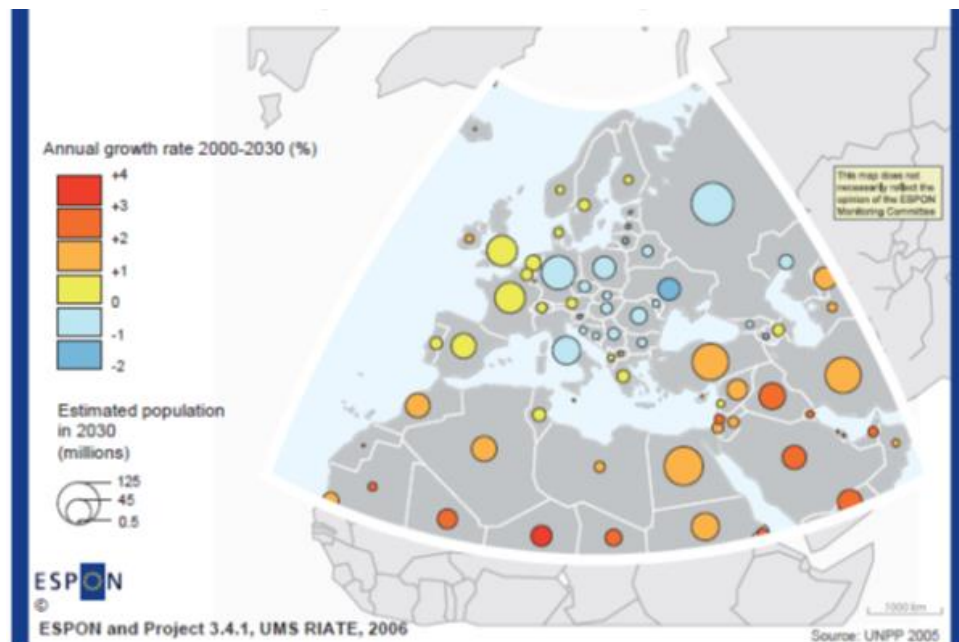 Annual growth rate 2000-2030 (%)
+4
+3
+2
+1
0
-1
-2
Estimated population
in 2030
(millions)
125
45
0.5
This map does not
necessarily reflect the
opinion of the ESPON
Monitoring Committee
ESPON
©
ESPON and Project 3.4.1, UMS RIATE, 2006
1000 km
Source: UNPP 2005